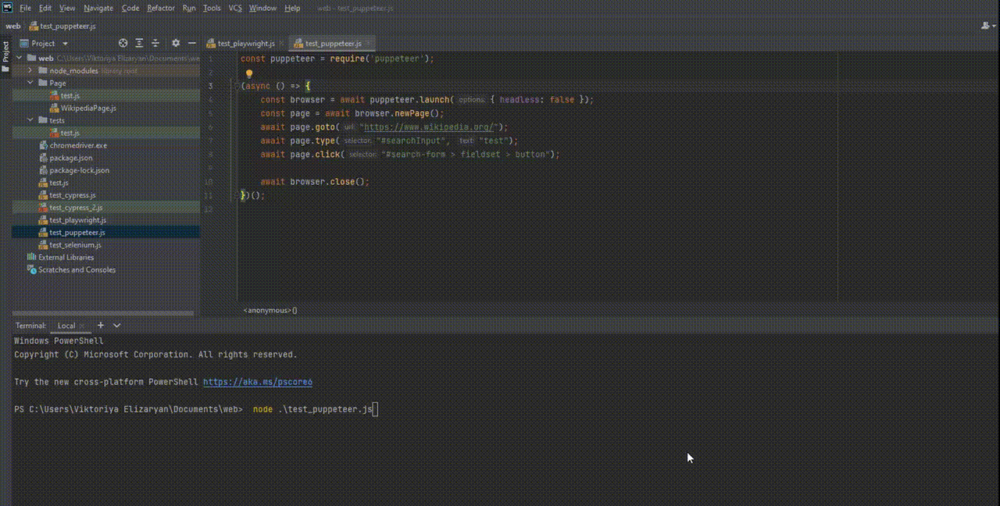 WS File Edit View Navigate Code Refactor Run Tools VCS Window Help web - test_puppeteer.js
web test_puppeteer.js
Project
Project
test_playwright.js test_puppeteer.js
web C:\Users\Viktoriya Elizaryan\Documents\we
node_modules library root
Page
test.js
WikipediaPage.js
tests
test.js
chromedriver.exe
package.json
package-lock.json
test.js
test_cypress.js
test_cypress_2.js
test_playwright.js
test_puppeteer.js
test_selenium.js
External Libraries
Scratches and Consoles
1 const puppeteer = require('puppeteer');
2
3 (async () => {
4 const browser = await puppeteer.launch( options: { headless: false });
5 const page = await browser.newPage();
6 await page.goto( url: "https://www.wikipedia.org/");
7 await page.type( selector: "#searchInput", text: "test");
8 await page.click( selector: "#search-form > fieldset > button");
9
10 await browser.close();
11 })();
12
<anonymous>()
Terminal: Local
Windows PowerShell
Copyright (C) Microsoft Corporation. All rights reserved.
Try the new cross-platform PowerShell https://aka.ms/pscore6
PS C:\Users\Viktoriya Elizaryan\Documents\web> node .\test_puppeteer.js